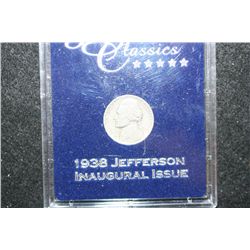 Classics
1938 JEFFERSON
INAUGURAL ISSUE